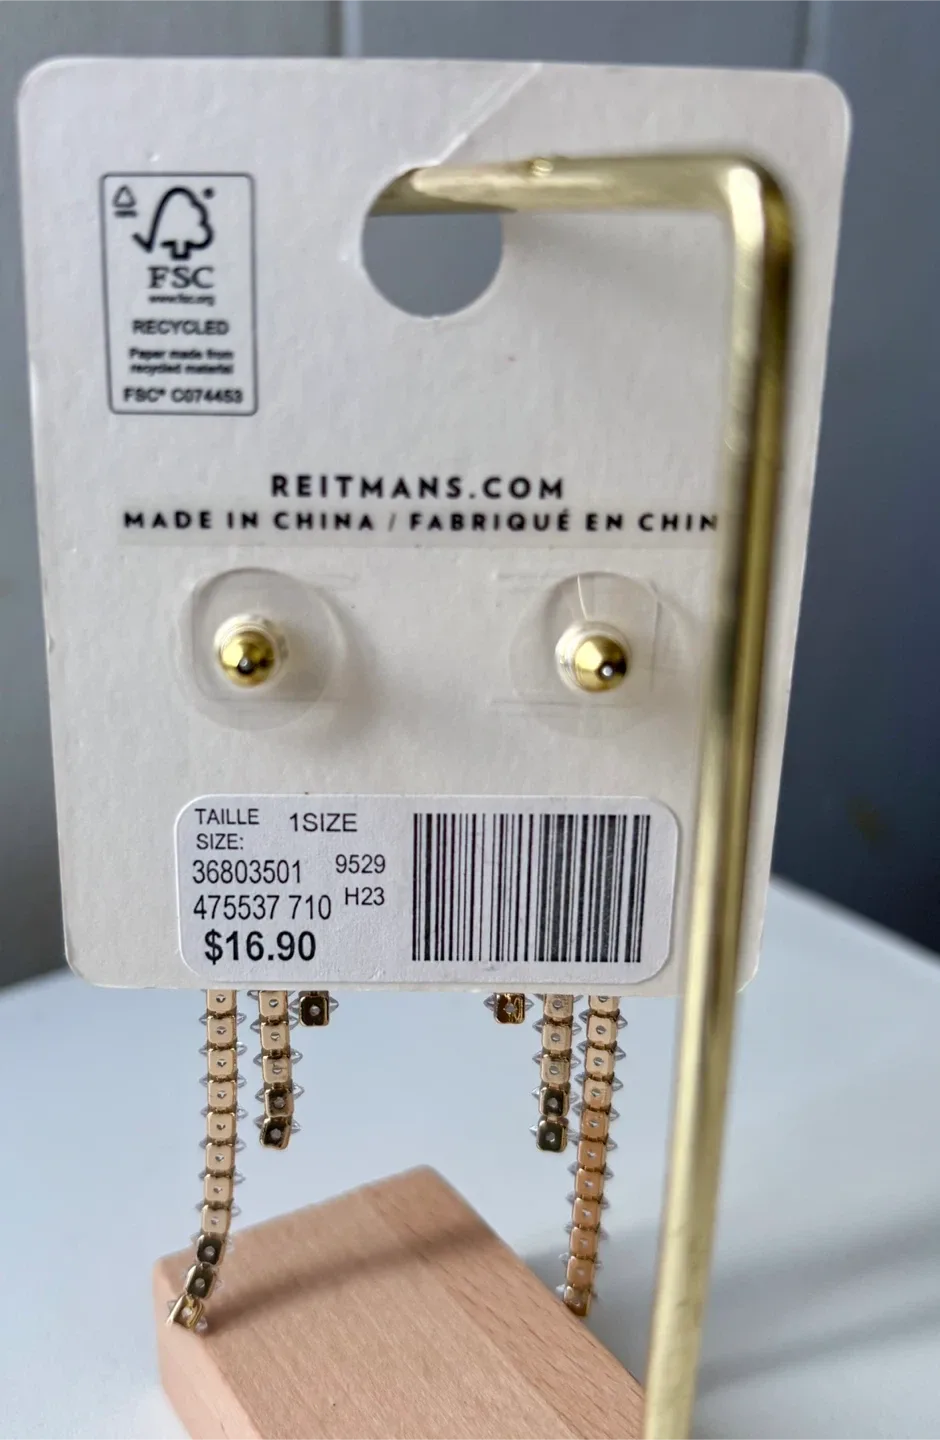 FSC
www.fsc.org
RECYCLED
Paper made from
recycled material
FSC® C074453
REITMANS.COM
MADE IN CHINA / FABRIQUÉ EN CHIN
TAILLE
SIZE: 1SIZE
36803501 9529
475537 710 H23
$16.90